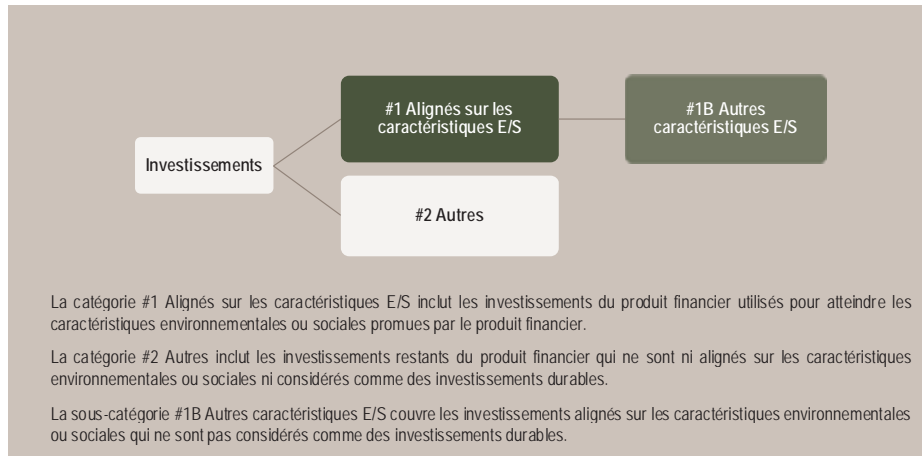 #1 Alignés sur les
caractéristiques E/S
#1B Autres
caractéristiques E/S
Investissements
#2 Autres
La catégorie #1 Alignés sur les caractéristiques E/S inclut les investissements du produit financier utilisés pour atteindre les
caractéristiques environnementales ou sociales promues par le produit financier.
La catégorie #2 Autres inclut les investissements restants du produit financier qui ne sont ni alignés sur les caractéristiques
environnementales ou sociales ni considérés comme des investissements durables.
La sous-catégorie #1B Autres caractéristiques E/S couvre les investissements alignés sur les caractéristiques environnementales
ou sociales qui ne sont pas considérés comme des investissements durables.